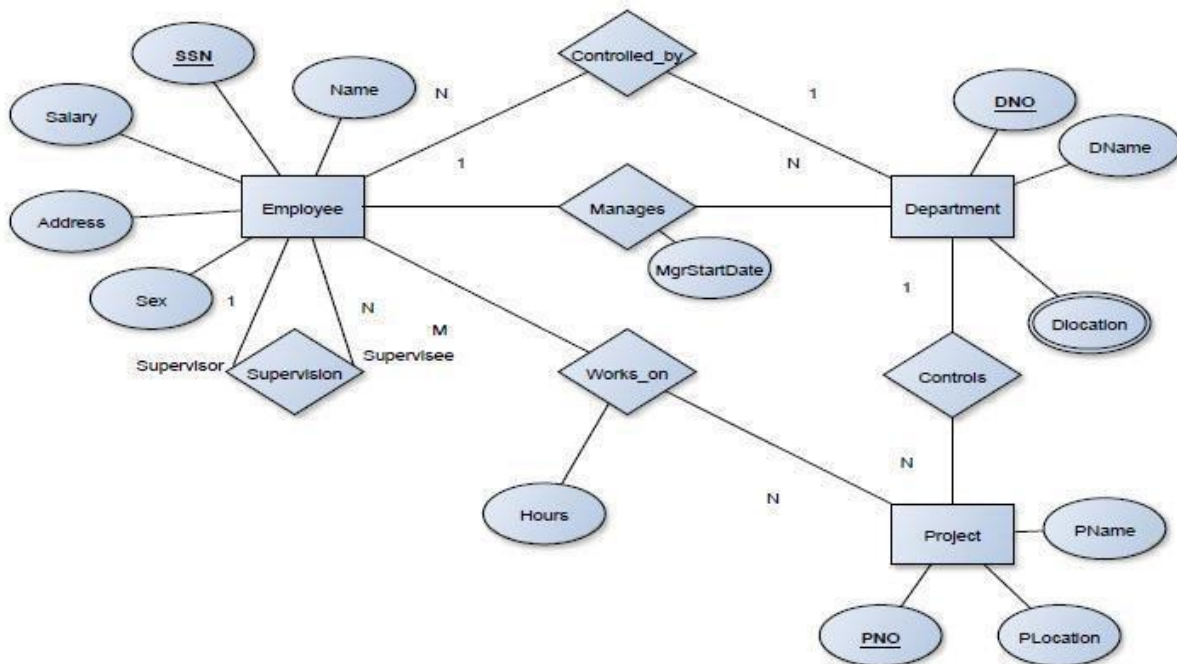 SSN
Controlled_by
Name
N
1
DNO
Salary
DName
1
N
Employee
Manages
Department
Address
MgrStartDate
Sex
1
N
M
1
Dlocation
Supervisor
Supervisee
Supervision
Works_on
Controls
N
N
Hours
Project
PName
PNO
PLocation